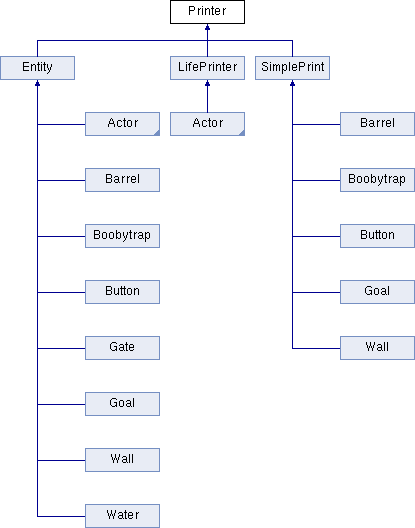 Printer
Entity
LifePrinter
SimplePrint
Actor
Actor
Barrel
Barrel
Boobytrap
Boobytrap
Button
Button
Gate
Goal
Goal
Wall
Wall
Water